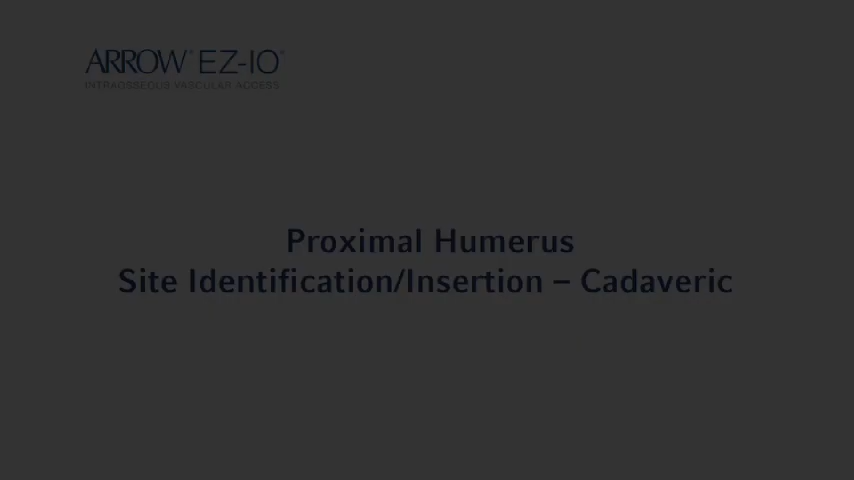 ARROW® EZ-IO®
INTRAOSSEOUS VASCULAR ACCESS
Proximal Humerus
Site Identification/Insertion – Cadaveric